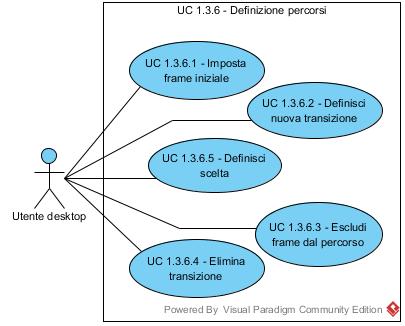 UC 1.3.6 - Definizione percorsi
UC 1.3.6.1 - Imposta
frame iniziale
UC 1.3.6.2 - Definisci
nuova transizione
UC 1.3.6.5 - Definisci
scelta
Utente desktop
UC 1.3.6.3 - Escludi
frame dal percorso
UC 1.3.6.4 - Elimina
transizione
Powered By Visual Paradigm Community Edition